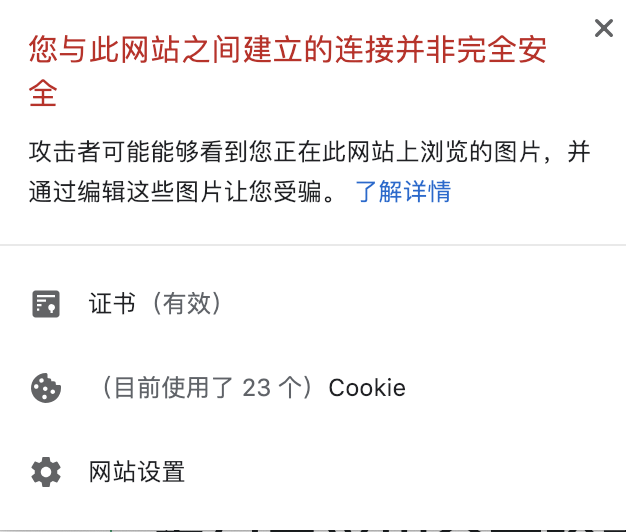 您与此网站之间建立的连接并非完全安
全
攻击者可能能够看到您正在此网站上浏览的图片，并
通过编辑这些图片让您受骗。 了解详情
证书（有效）
（目前使用了 23 个）Cookie
网站设置